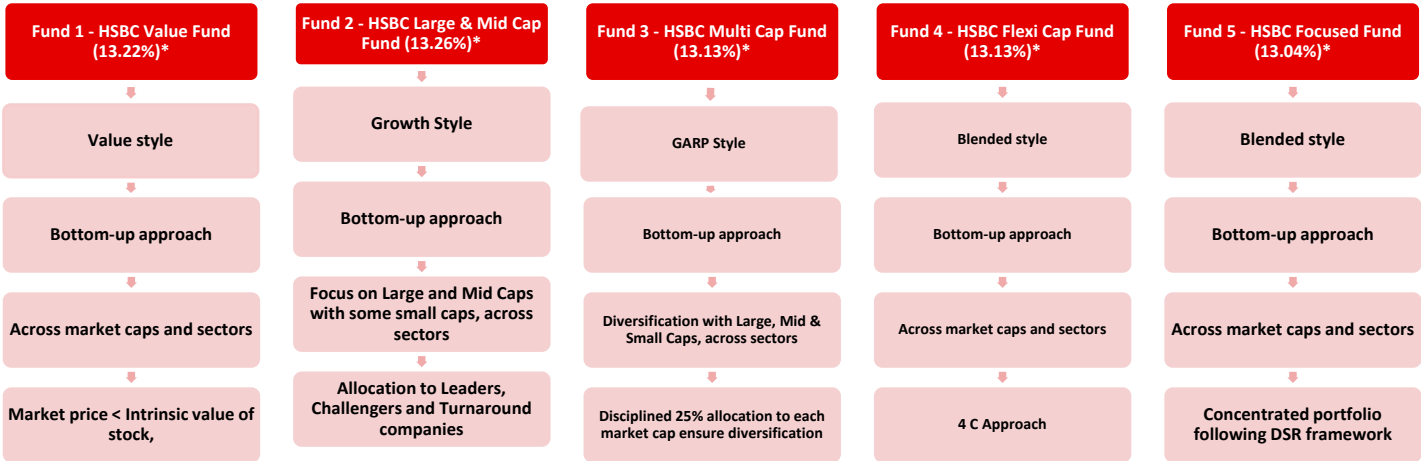 Fund 1 - HSBC Value Fund
(13.22%)*
Value style
Bottom-up approach
Across market caps and sectors
Market price < Intrinsic value of
stock,
Fund 2 - HSBC Large & Mid Cap
Fund (13.26%)*
Growth Style
Bottom-up approach
Focus on Large and Mid Caps
with some small caps, across
sectors
Allocation to Leaders,
Challengers and Turnaround
companies
Fund 3 - HSBC Multi Cap Fund
(13.13%)*
GARP Style
Bottom-up approach
Diversification with Large, Mid &
Small Caps, across sectors
Disciplined 25% allocation to each
market cap ensure diversification
Fund 4 - HSBC Flexi Cap Fund
(13.13%)*
Blended style
Bottom-up approach
Across market caps and sectors
4 C Approach
Fund 5 - HSBC Focused Fund
(13.04%)*
Blended style
Bottom-up approach
Across market caps and sectors
Concentrated portfolio
following DSR framework